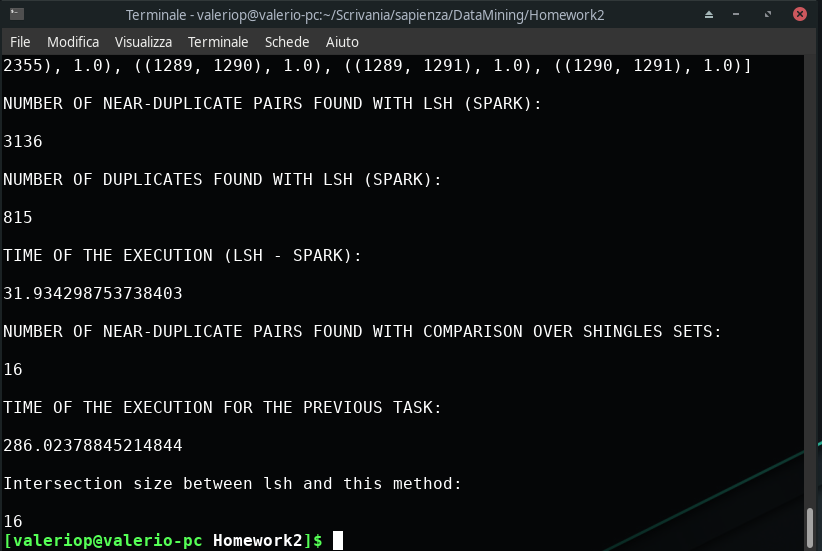 Terminale - valeriop@valerio-pc:~/Scrivania/sapienza/DataMining/Homework2
File Modifica Visualizza Terminale Schede Aiuto
2355), 1.0), ((1289, 1290), 1.0), ((1289, 1291), 1.0), ((1290, 1291), 1.0)]
NUMBER OF NEAR-DUPLICATE PAIRS FOUND WITH LSH (SPARK):
3136
NUMBER OF DUPLICATES FOUND WITH LSH (SPARK):
815
TIME OF THE EXECUTION (LSH - SPARK):
31.934298753738403
NUMBER OF NEAR-DUPLICATE PAIRS FOUND WITH COMPARISON OVER SHINGLES SETS:
16
TIME OF THE EXECUTION FOR THE PREVIOUS TASK:
286.02378845214844
Intersection size between lsh and this method:
16
[valeriop@valerio-pc Homework2]$